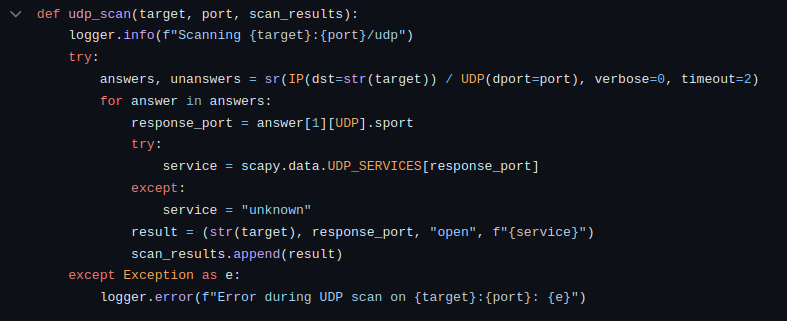 def udp_scan(target, port, scan_results):
    logger.info(f"Scanning {target}:{port}/udp")
    try:
        answers, unanswers = sr(IP(dst=str(target)) / UDP(dport=port), verbose=0, timeout=2)
        for answer in answers:
            response_port = answer[1][UDP].sport
            try:
                service = scapy.data.UDP_SERVICES[response_port]
            except:
                service = "unknown"
            result = (str(target), response_port, "open", f"{service}")
            scan_results.append(result)
    except Exception as e:
        logger.error(f"Error during UDP scan on {target}:{port}: {e}")